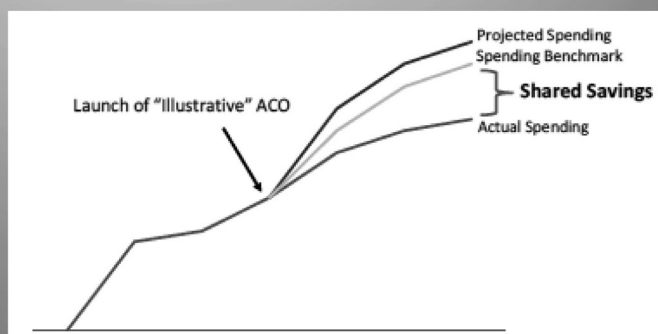 Projected Spending
Spending Benchmark
Shared Savings
Launch of "Illustrative" ACO
Actual Spending